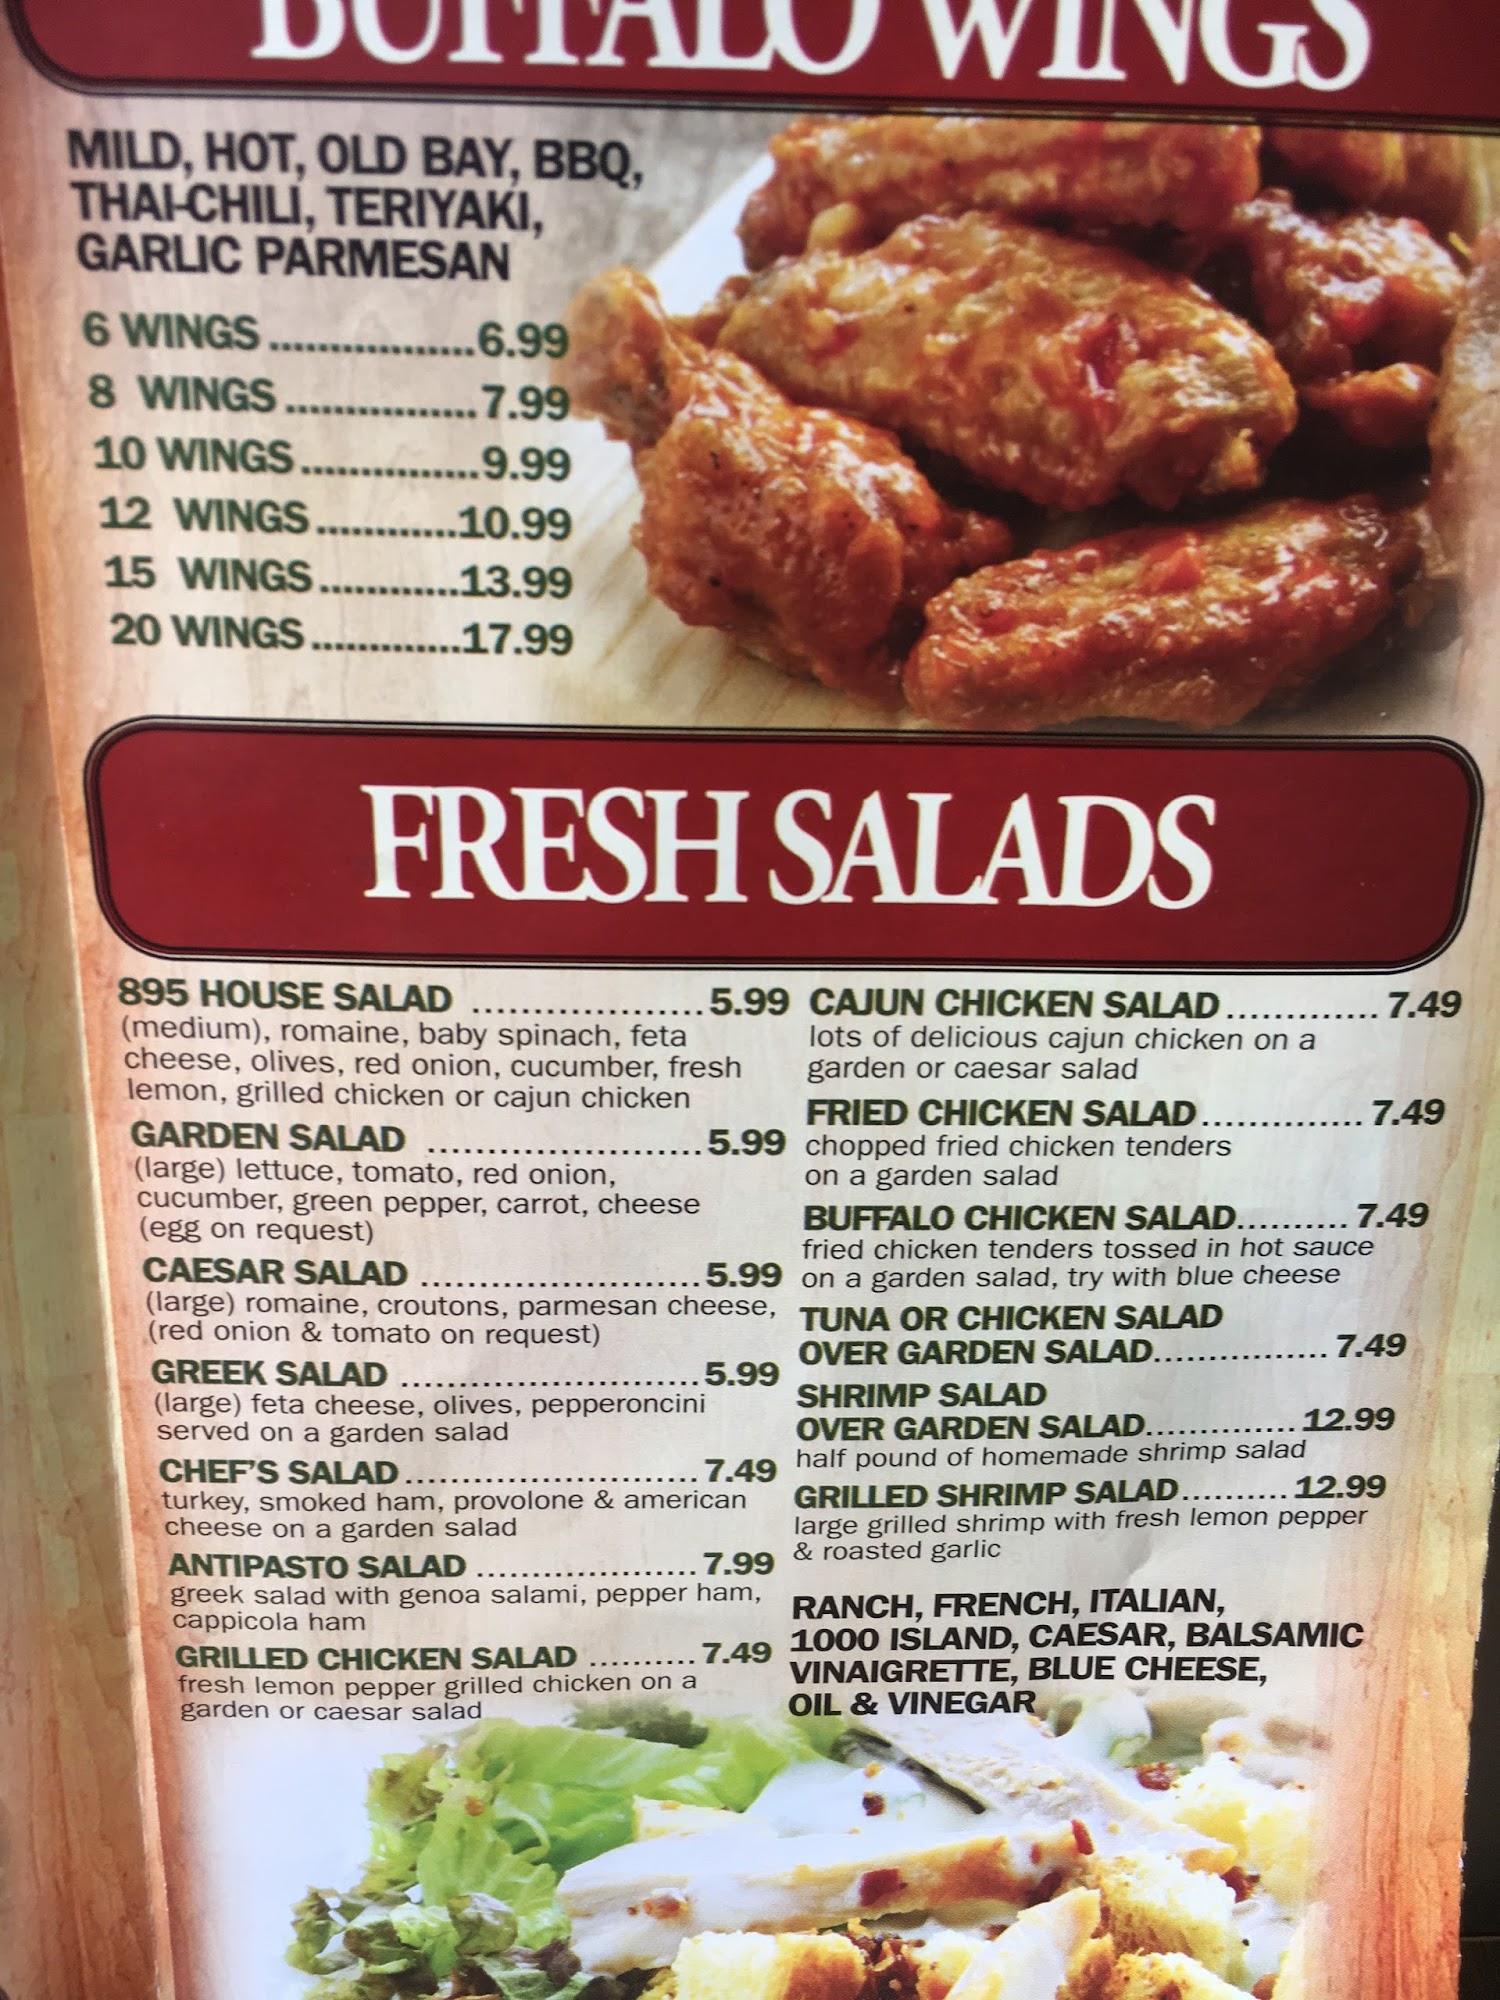 BUFFALO WINGS
MILD, HOT, OLD BAY, BBQ,
THAI-CHILI, TERIYAKI,
GARLIC PARMESAN
6 WINGS.................6.99
8 WINGS................7.99
10 WINGS...............9.99
12 WINGS............10.99
15 WINGS............13.99
20 WINGS.............17.99
FRESH SALADS
895 HOUSE SALAD ....................5.99
(medium), romaine, baby spinach, feta
cheese, olives, red onion, cucumber, fresh
lemon, grilled chicken or cajun chicken
GARDEN SALAD ........................5.99
(large) lettuce, tomato, red onion,
cucumber, green pepper, carrot, cheese
(egg on request)
CAESAR SALAD .........................5.99
(large) romaine, croutons, parmesan cheese,
(red onion & tomato on request)
GREEK SALAD ...........................5.99
(large) feta cheese, olives, pepperoncini
served on a garden salad
CHEF'S SALAD...........................7.49
turkey, smoked ham, provolone & american
cheese on a garden salad
ANTIPASTO SALAD ....................7.99
greek salad with genoa salami, pepper ham,
cappicola ham
GRILLED CHICKEN SALAD ..........7.49
fresh lemon pepper grilled chicken on a
garden or caesar salad
CAJUN CHICKEN SALAD.............7.49
lots of delicious cajun chicken on a
garden or caesar salad
FRIED CHICKEN SALAD..............7.49
chopped fried chicken tenders
on a garden salad
BUFFALO CHICKEN SALAD..........7.49
fried chicken tenders tossed in hot sauce
on a garden salad, try with blue cheese
TUNA OR CHICKEN SALAD
OVER GARDEN SALAD................7.49
SHRIMP SALAD
OVER GARDEN SALAD..............12.99
half pound of homemade shrimp salad
GRILLED SHRIMP SALAD..........12.99
large grilled shrimp with fresh lemon pepper
& roasted garlic
RANCH, FRENCH, ITALIAN,
1000 ISLAND, CAESAR, BALSAMIC
VINAIGRETTE, BLUE CHEESE,
OIL & VINEGAR